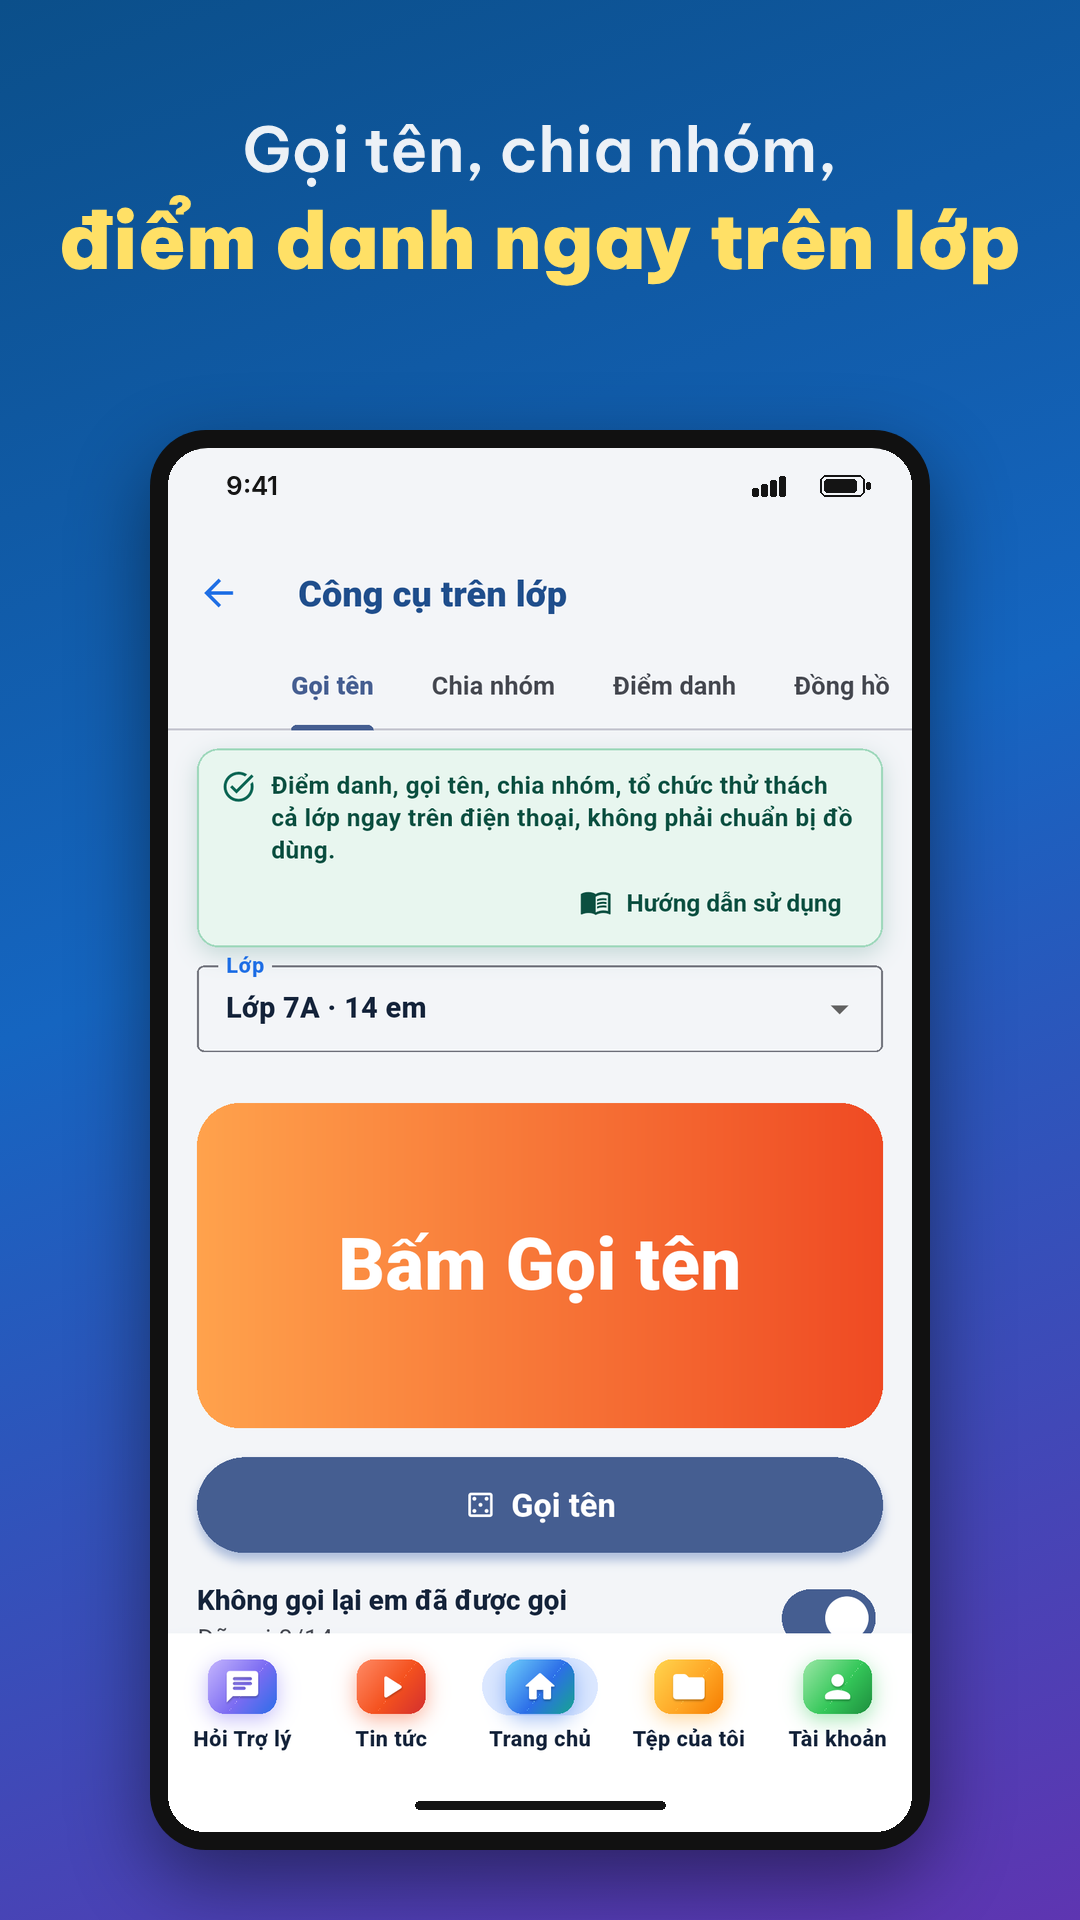 Gọi tên, chia nhóm,
điểm danh ngay trên lớp
9:41
Công cụ trên lớp
Gọi tên
Chia nhóm
Điểm danh
Đồng hồ
Điểm danh, gọi tên, chia nhóm, tổ chức thử thách
cả lớp ngay trên điện thoại, không phải chuẩn bị đồ
dùng.
Hướng dẫn sử dụng
Lớp
Lớp 7A · 14 em
Bấm Gọi tên
Gọi tên
Không gọi lại em đã được gọi
Hỏi Trợ lý
Tin tức
Trang chủ
Tệp của tôi
Tài khoản